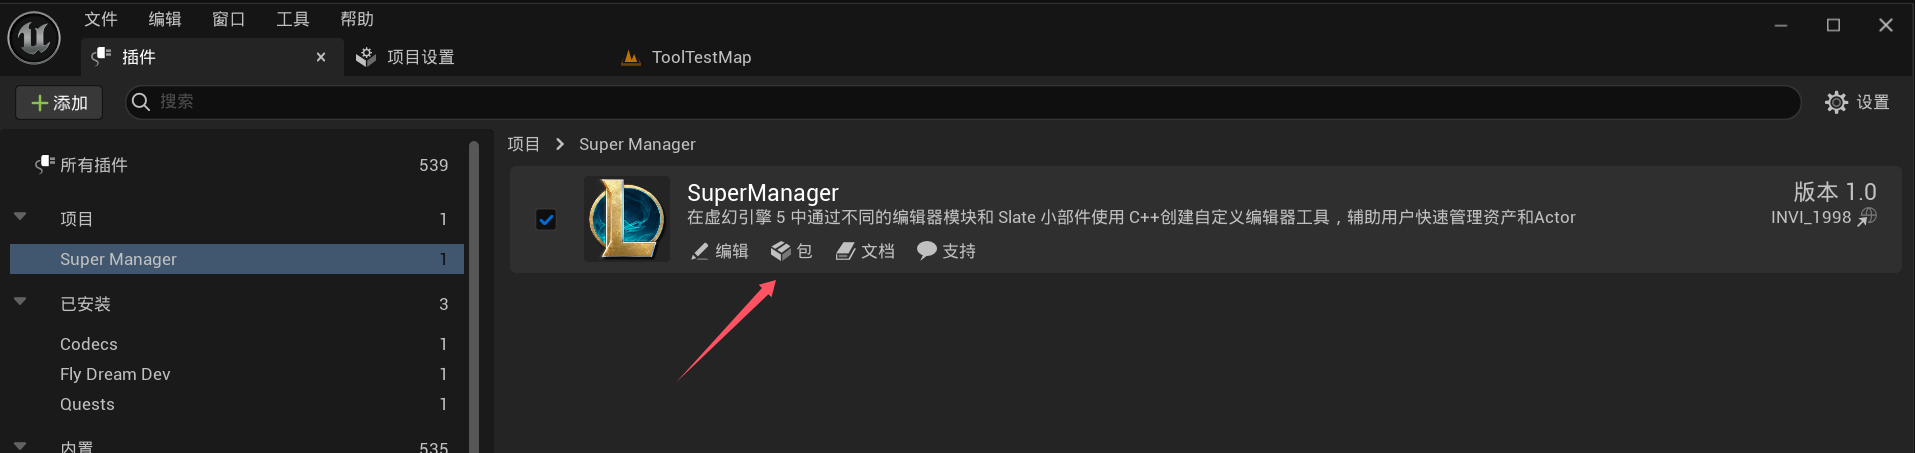 文件 编辑 窗口 工具 帮助
插件 项目设置 ToolTestMap
添加 搜索 设置
所有插件 539
项目 1
Super Manager 1
已安装 3
Codecs 1
Fly Dream Dev 1
Quests 1
内置 535
项目 > Super Manager
SuperManager 版本 1.0
在虚幻引擎 5 中通过不同的编辑器模块和 Slate 小部件使用 C++创建自定义编辑器工具，辅助用户快速管理资产和Actor INVI_1998
编辑 包 文档 支持